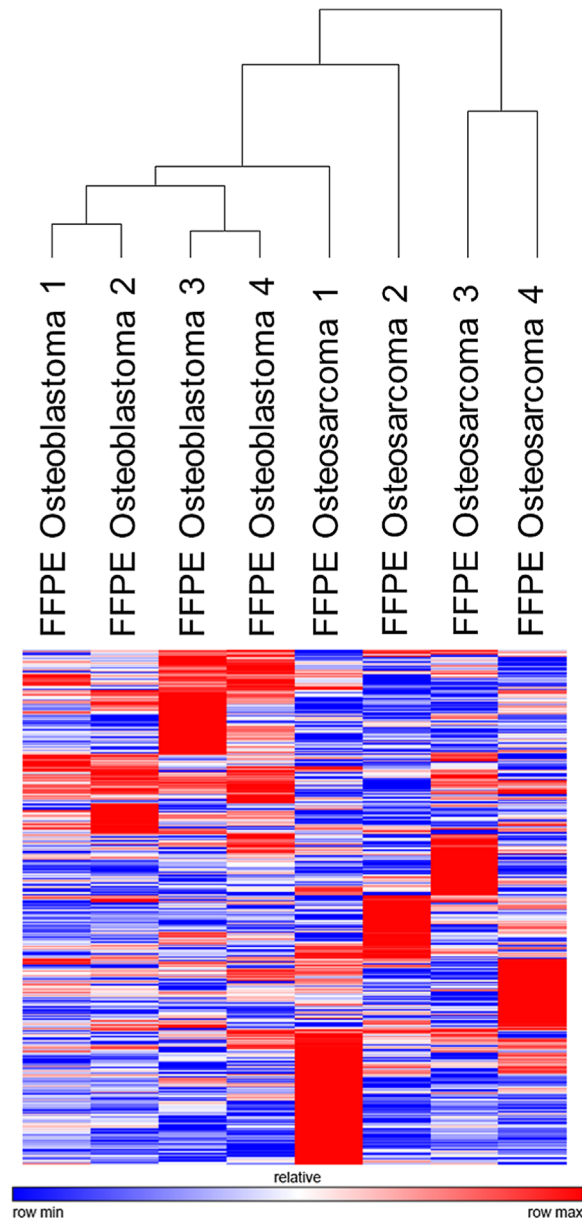 FFPE Osteoblastoma 1
FFPE Osteoblastoma 2
FFPE Osteoblastoma 3
FFPE Osteoblastoma 4
FFPE Osteosarcoma 1
FFPE Osteosarcoma 2
FFPE Osteosarcoma 3
FFPE Osteosarcoma 4
relative
row min row max